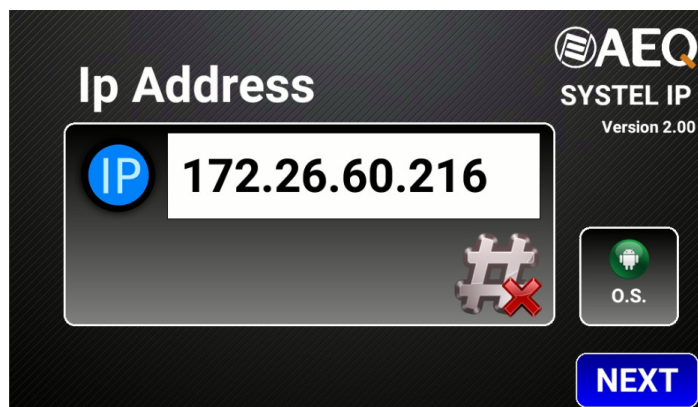 AEQ
Ip Address
SYSTEL IP
Version 2.00
IP
172.26.60.216
O.S.
NEXT